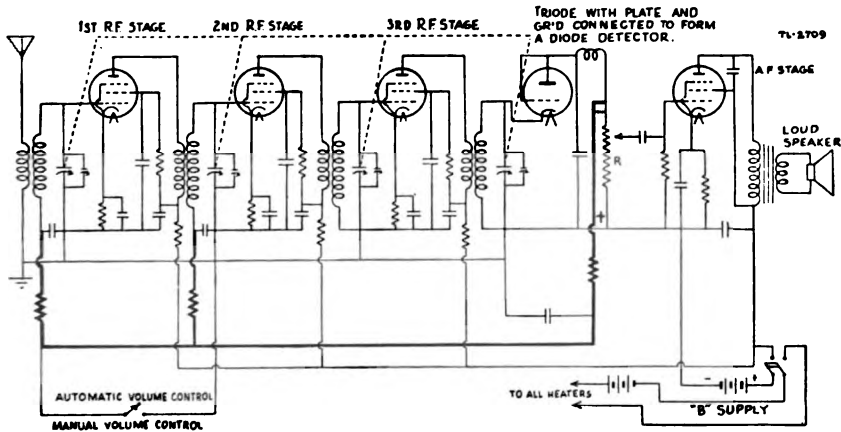 1ST R.F. STAGE
2ND R.F. STAGE
3RD R.F. STAGE
TRIODE WITH PLATE AND
GR'D CONNECTED TO FORM
A DIODE DETECTOR.
TL-2709
A F STAGE
LOUD
SPEAKER
R
+
AUTOMATIC VOLUME CONTROL
MANUAL VOLUME CONTROL
TO ALL HEATERS
- +
"B" SUPPLY